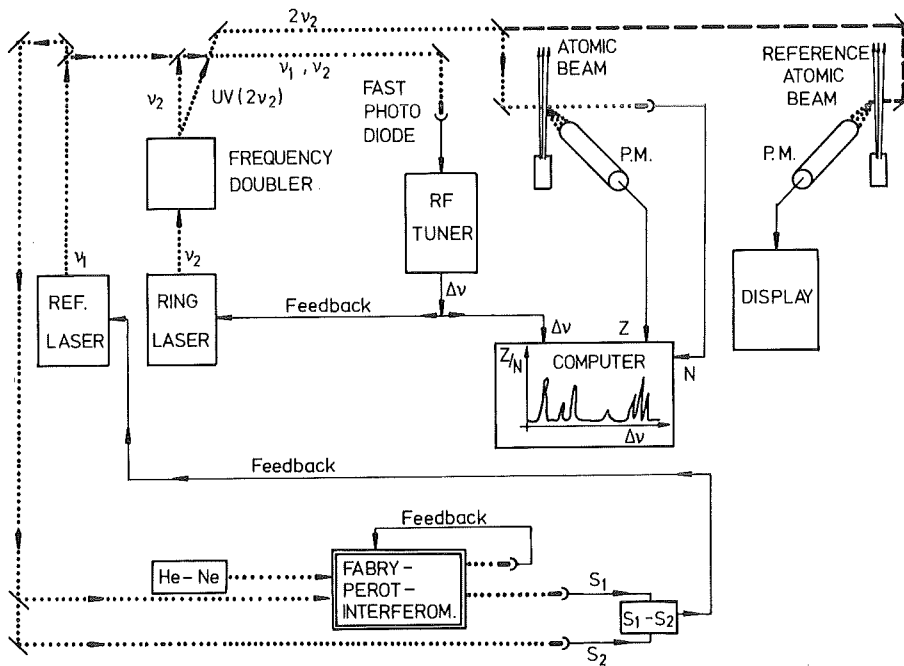 2ν₂
ATOMIC
BEAM
REFERENCE
ATOMIC
BEAM
ν₁ , ν₂
ν₂
UV (2ν₂)
FAST
PHOTO
DIODE
P.M.
P.M.
FREQUENCY
DOUBLER
RF
TUNER
ν₁
ν₂
Δν
REF.
LASER
RING
LASER
Feedback
Δν
Z
DISPLAY
Z/N
COMPUTER
N
Δν
Feedback
Feedback
He–Ne
FABRY–
PEROT–
INTERFEROM.
S₁
S₁–S₂
S₂